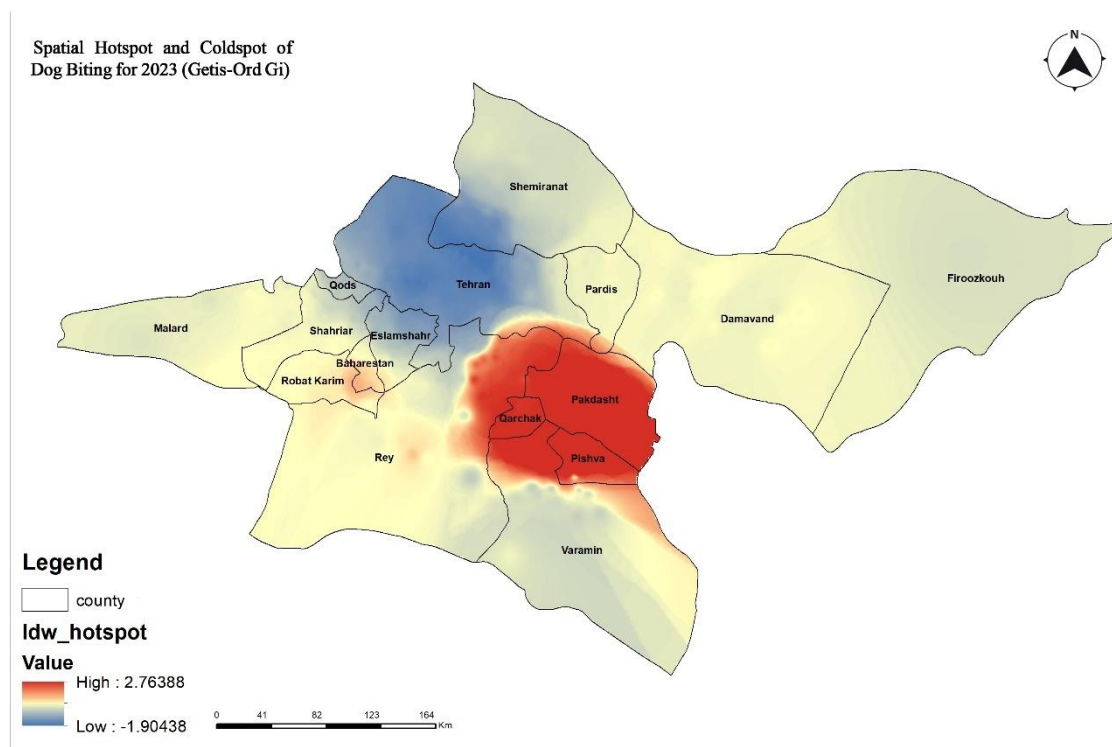 Spatial Hotspot and Coldspot of
Dog Biting for 2023 (Getis-Ord Gi)
N
Shemiranat
Firoozkouh
Tehran
Qods
Pardis
Damavand
Malard
Shahriar
Eslamshahr
Baharestan
Robat Karim
Pakdasht
Qarchak
Rey
Pishva
Varamin
Legend
county
Idw_hotspot
Value
High : 2.76388
Low : -1.90438
0 41 82 123 164
Km